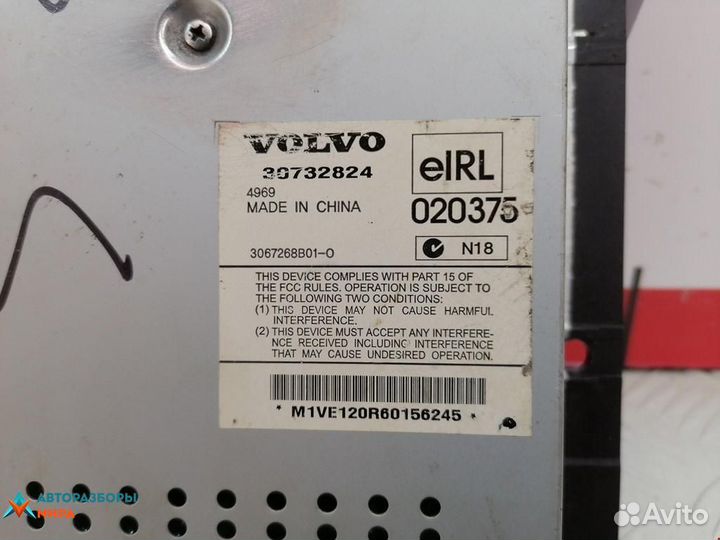 VOLVO
30732824
4969
MADE IN CHINA
eIRL
020375
3067268B01-O
N18
THIS DEVICE COMPLIES WITH PART 15 OF
THE FCC RULES. OPERATION IS SUBJECT TO
THE FOLLOWING TWO CONDITIONS:
(1) THIS DEVICE MAY NOT CAUSE HARMFUL
INTERFERENCE.
(2) THIS DEVICE MUST ACCEPT ANY INTERFERE-
NCE RECEIVED INCLUDING INTERFERENCE
THAT MAY CAUSE UNDESIRED OPERATION.
* M1VE120R60156245 *
АВТОРАЗБОРЫ
МИРА
Avito